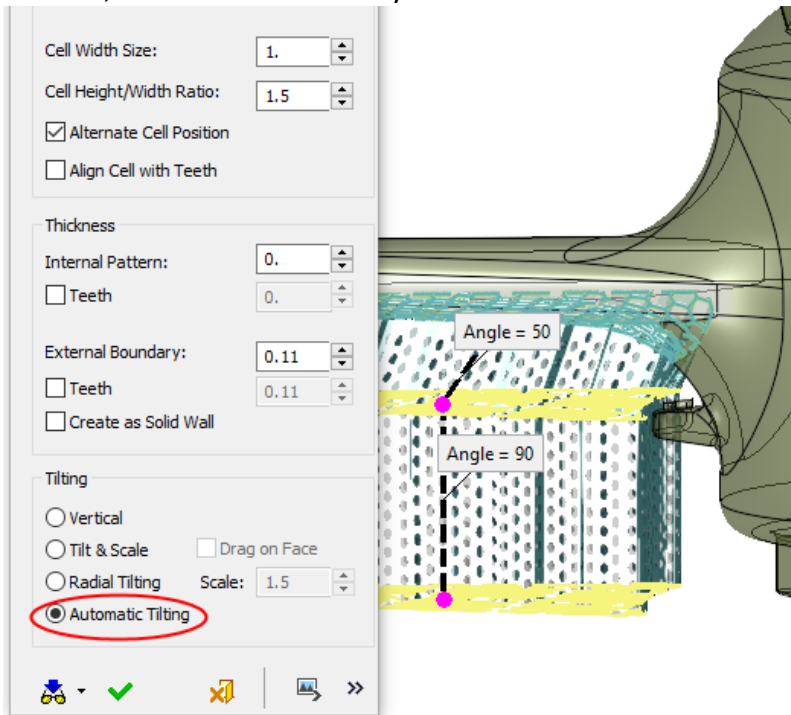 Cell Width Size: 1.
Cell Height/Width Ratio: 1.5
Alternate Cell Position
Align Cell with Teeth
Thickness
Internal Pattern: 0.
Teeth 0.
External Boundary: 0.11
Teeth 0.11
Create as Solid Wall
Tilting
Vertical
Tilt & Scale Drag on Face
Radial Tilting Scale: 1.5
Automatic Tilting
Angle = 50
Angle = 90